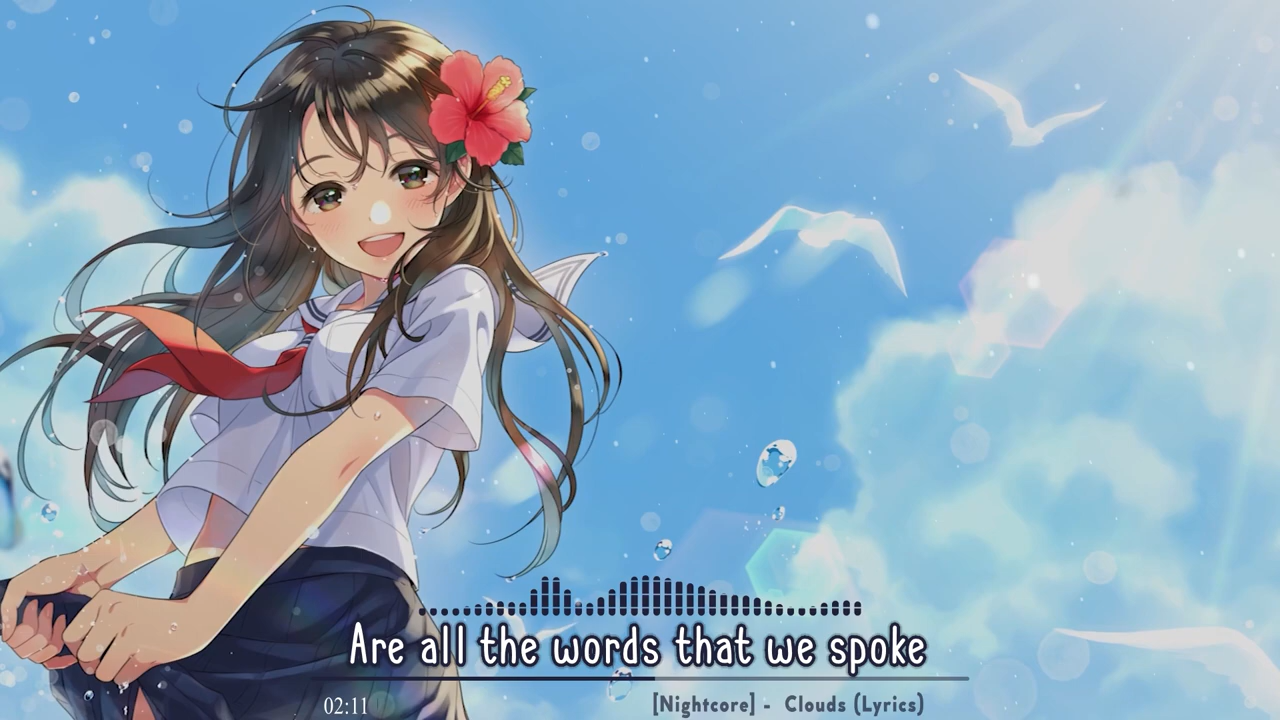 Are all the words that we spoke
02:11
[Nightcore] - Clouds (Lyrics)